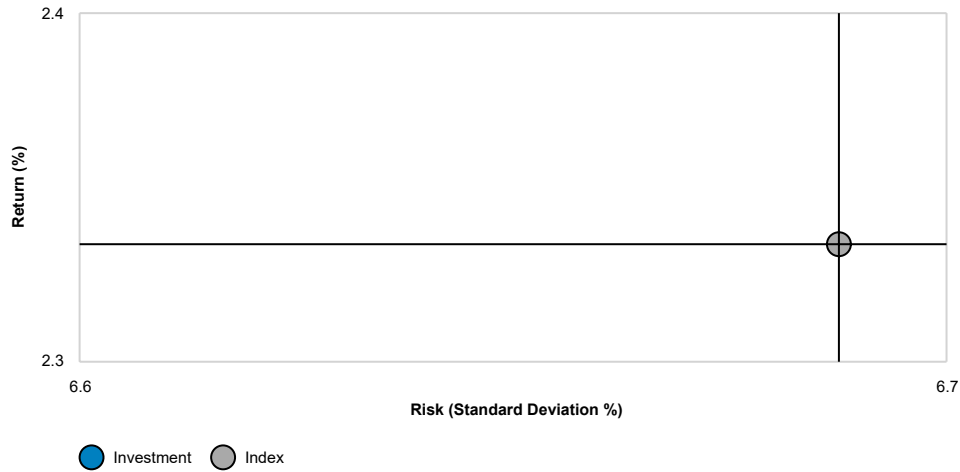 2.4
Return (%)
2.3
6.6
6.7
Risk (Standard Deviation %)
Investment
Index